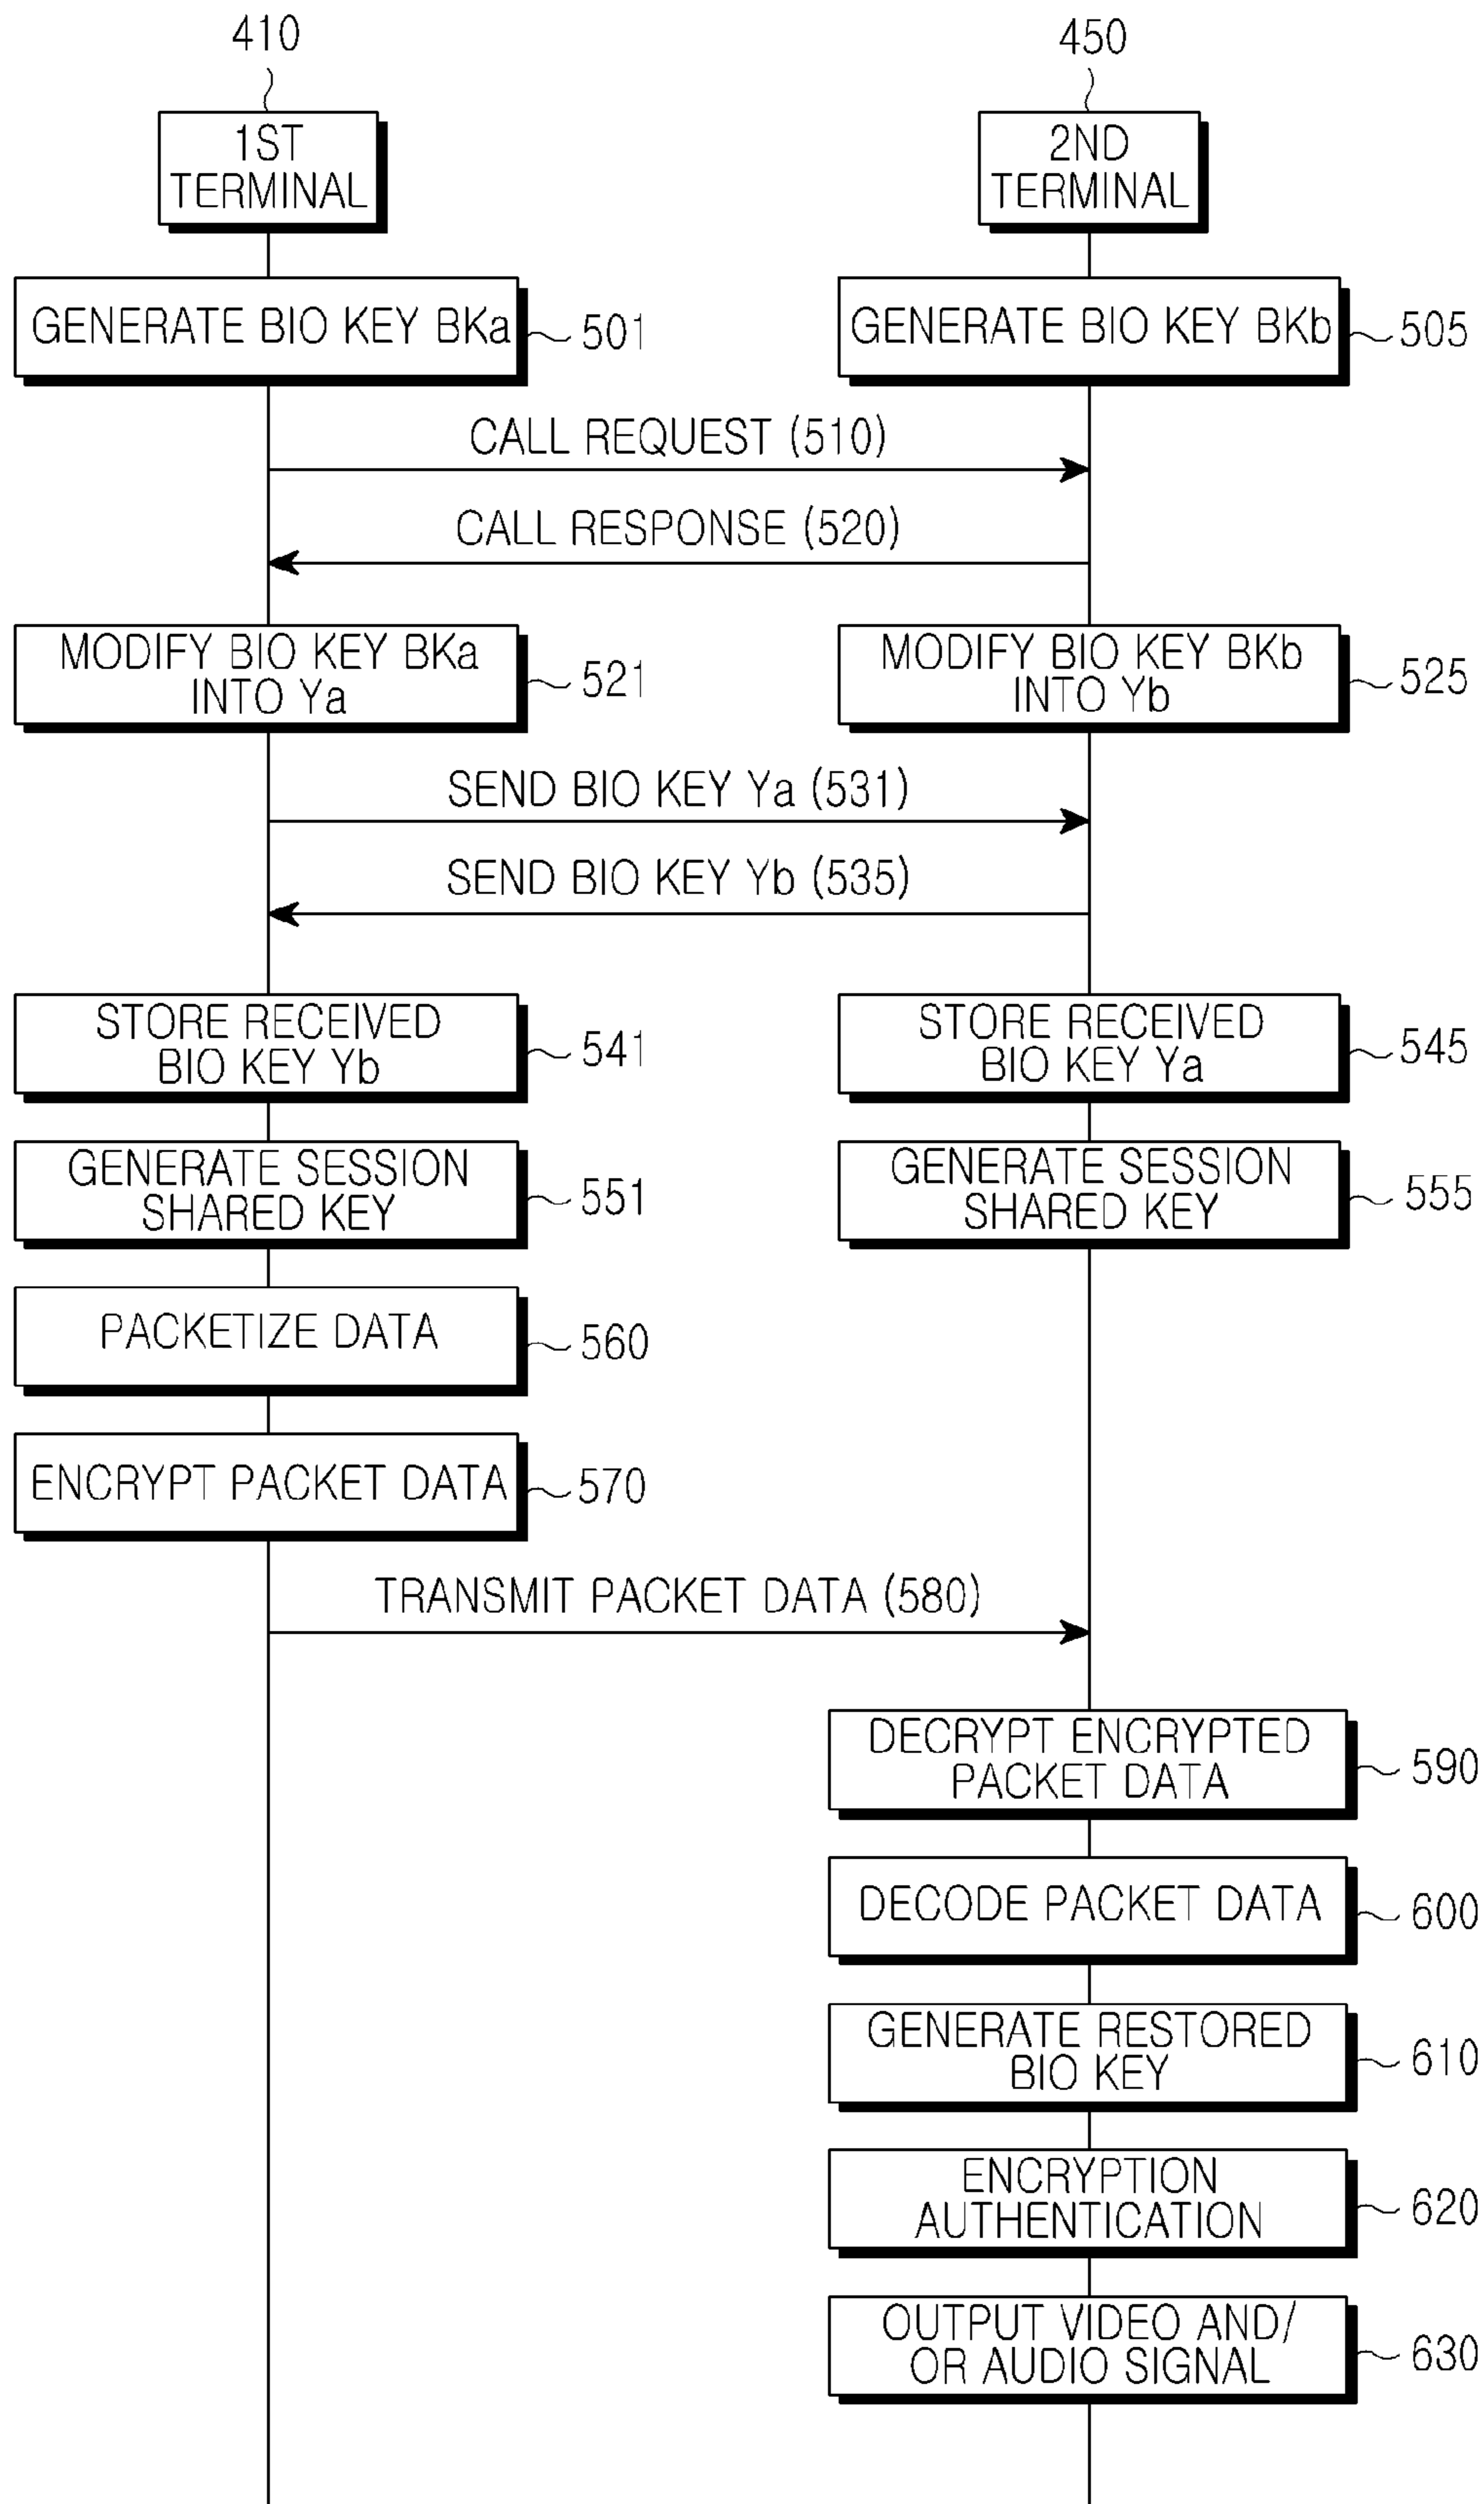 410
450
1ST
TERMINAL
2ND
TERMINAL
GENERATE BIO KEY BKa
501
GENERATE BIO KEY BKb
505
CALL REQUEST (510)
CALL RESPONSE (520)
MODIFY BIO KEY BKa
INTO Ya
521
MODIFY BIO KEY BKb
INTO Yb
525
SEND BIO KEY Ya (531)
SEND BIO KEY Yb (535)
STORE RECEIVED
BIO KEY Yb
541
STORE RECEIVED
BIO KEY Ya
545
GENERATE SESSION
SHARED KEY
551
GENERATE SESSION
SHARED KEY
555
PACKETIZE DATA
560
ENCRYPT PACKET DATA
570
TRANSMIT PACKET DATA (580)
DECRYPT ENCRYPTED
PACKET DATA
590
DECODE PACKET DATA
600
GENERATE RESTORED
BIO KEY
610
ENCRYPTION
AUTHENTICATION
620
OUTPUT VIDEO AND/
OR AUDIO SIGNAL
630